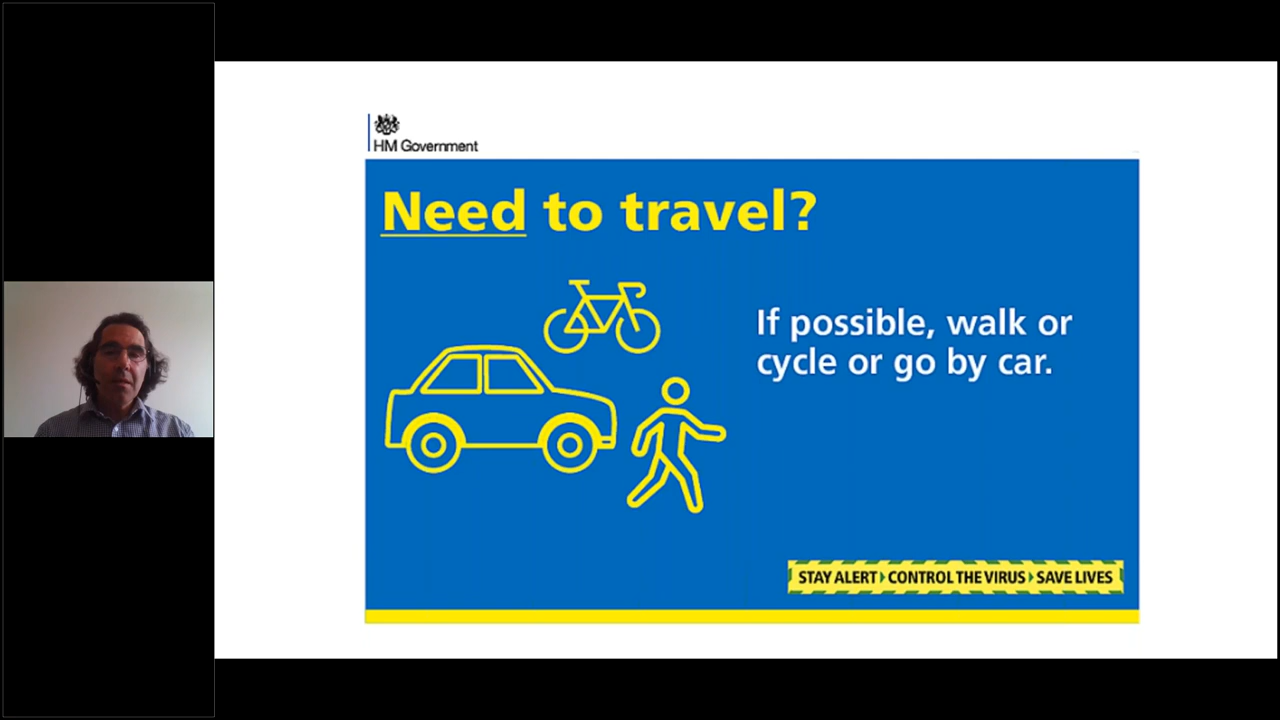 HM Government
Need to travel?
If possible, walk or
cycle or go by car.
STAY ALERT › CONTROL THE VIRUS › SAVE LIVES